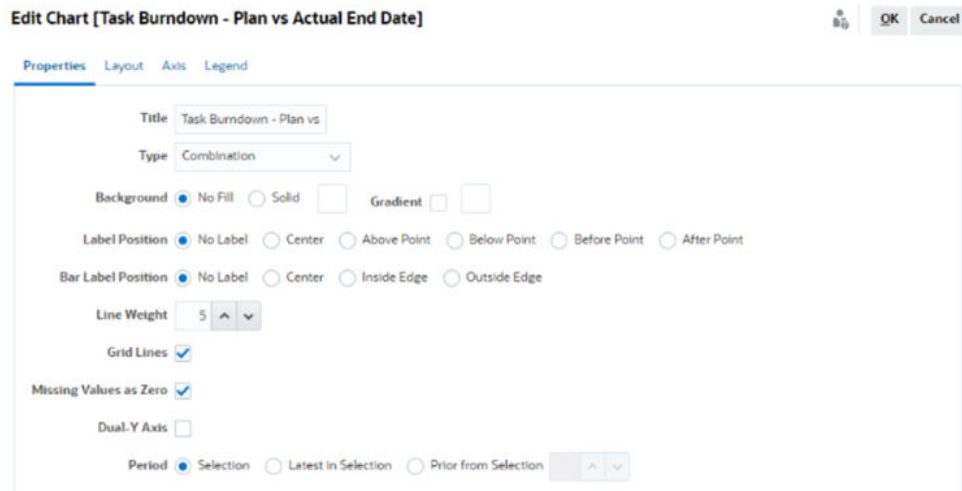 Edit Chart [Task Burndown - Plan vs Actual End Date] OK Cancel
Properties Layout Axis Legend
Title Task Burndown - Plan vs
Type Combination
Background No Fill Solid Gradient
Label Position No Label Center Above Point Below Point Before Point After Point
Bar Label Position No Label Center Inside Edge Outside Edge
Line Weight 5
Grid Lines
Missing Values as Zero
Dual-Y Axis
Period Selection Latest in Selection Prior from Selection